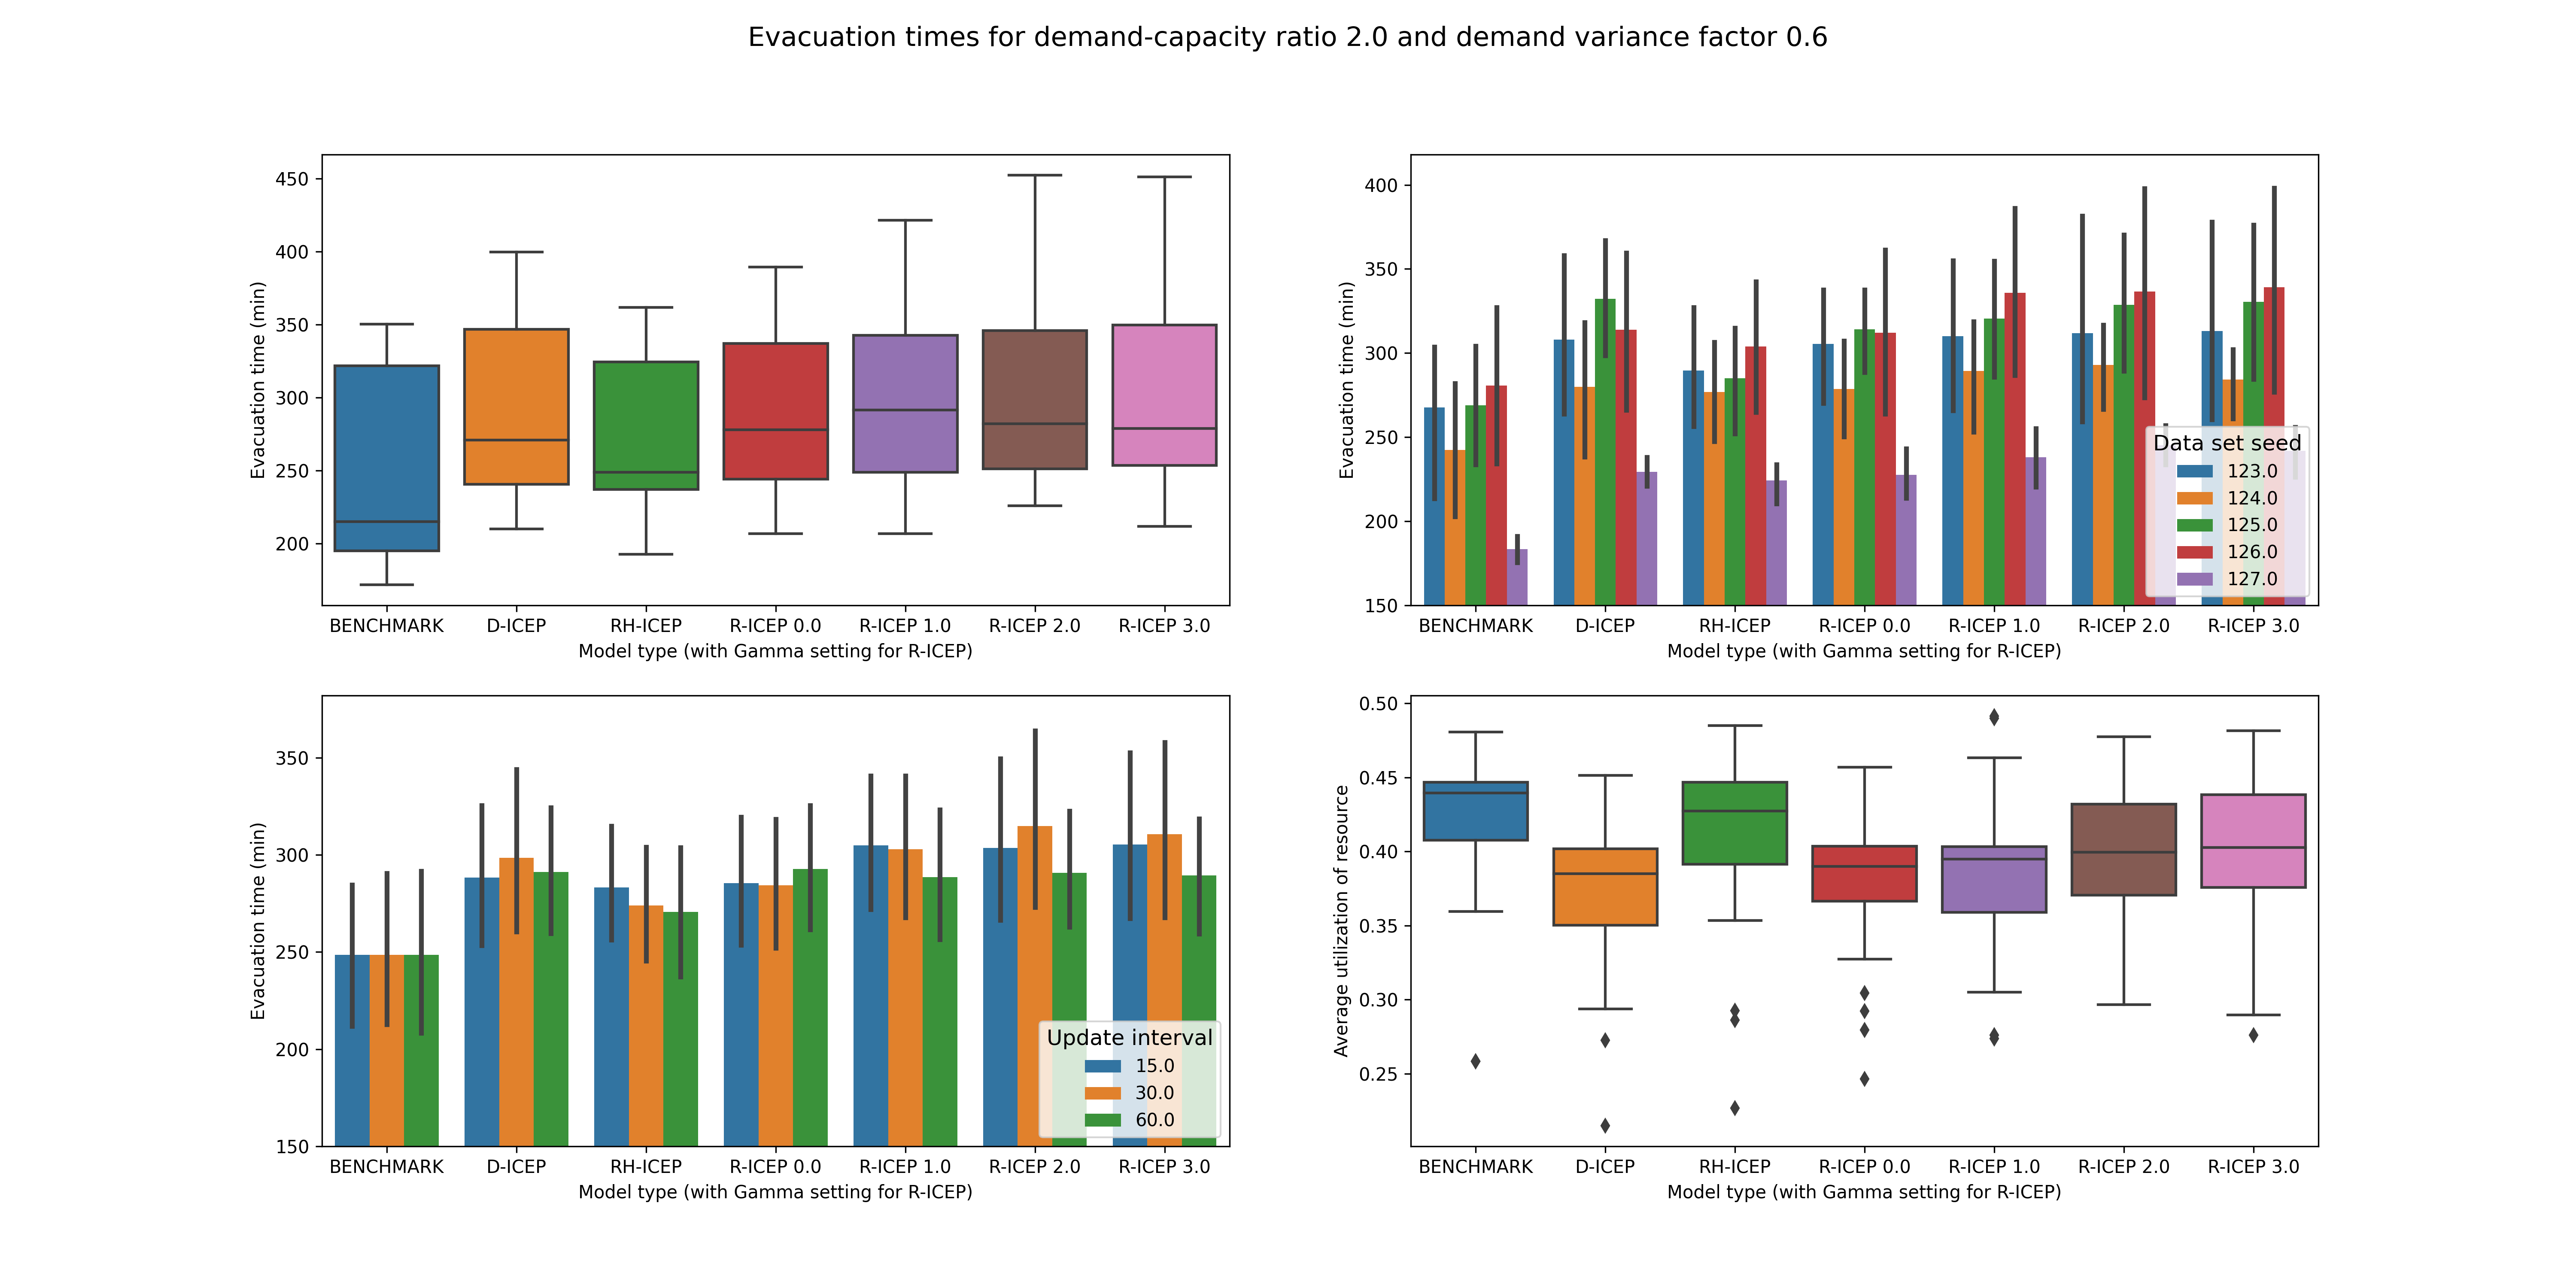 Evacuation times for demand-capacity ratio 2.0 and demand variance factor 0.6
Evacuation time (min)
450
400
350
300
250
200
BENCHMARK D-ICEP RH-ICEP R-ICEP 0.0 R-ICEP 1.0 R-ICEP 2.0 R-ICEP 3.0
Model type (with Gamma setting for R-ICEP)
Evacuation time (min)
400
350
300
250
200
150
Data set seed
123.0
124.0
125.0
126.0
127.0
BENCHMARK D-ICEP RH-ICEP R-ICEP 0.0 R-ICEP 1.0 R-ICEP 2.0 R-ICEP 3.0
Model type (with Gamma setting for R-ICEP)
Evacuation time (min)
350
300
250
200
150
Update interval
15.0
30.0
60.0
BENCHMARK D-ICEP RH-ICEP R-ICEP 0.0 R-ICEP 1.0 R-ICEP 2.0 R-ICEP 3.0
Model type (with Gamma setting for R-ICEP)
Average utilization of resource
0.50
0.45
0.40
0.35
0.30
0.25
BENCHMARK D-ICEP RH-ICEP R-ICEP 0.0 R-ICEP 1.0 R-ICEP 2.0 R-ICEP 3.0
Model type (with Gamma setting for R-ICEP)